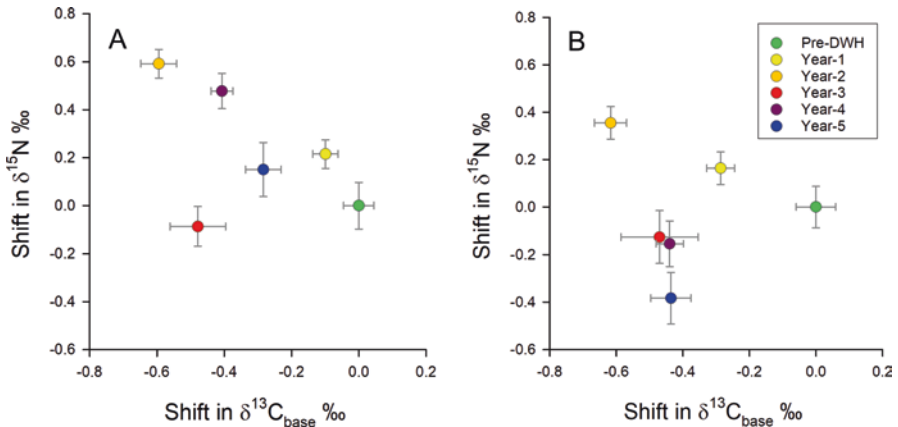 A
0.8
0.6
0.4
0.2
0.0
-0.2
-0.4
-0.6
-0.8
-0.6
-0.4
-0.2
0.0
0.2
Shift in δ15N ‰
Shift in δ13Cbase ‰
B
Pre-DWH
Year-1
Year-2
Year-3
Year-4
Year-5
0.8
0.6
0.4
0.2
0.0
-0.2
-0.4
-0.6
-0.8
-0.6
-0.4
-0.2
0.0
0.2
Shift in δ15N ‰
Shift in δ13Cbase ‰